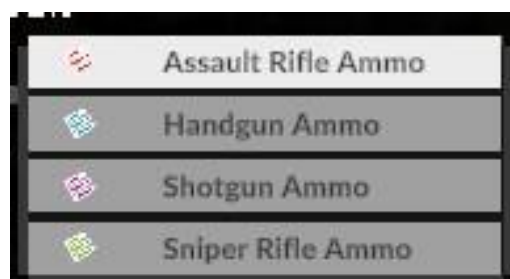 Assault Rifle Ammo
Handgun Ammo
Shotgun Ammo
Sniper Rifle Ammo